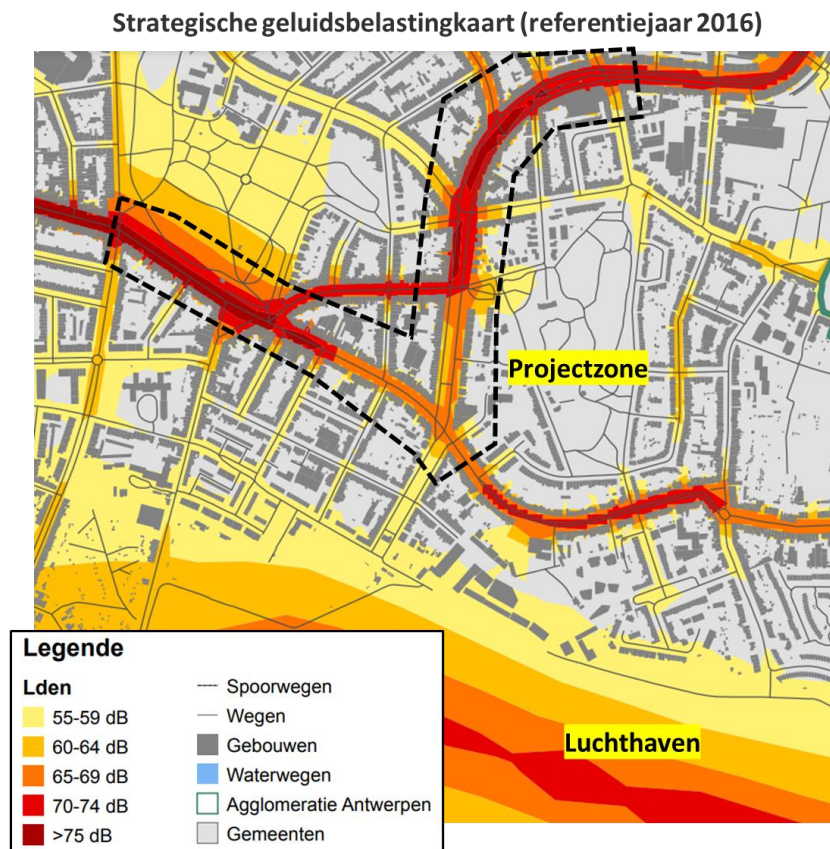 Strategische geluidsbelastingkaart (referentiejaar 2016)
Projectzone
Luchthaven
Legende
Lden
55-59 dB
60-64 dB
65-69 dB
70-74 dB
>75 dB
Spoorwegen
Wegen
Gebouwen
Waterwegen
Agglomeratie Antwerpen
Gemeenten